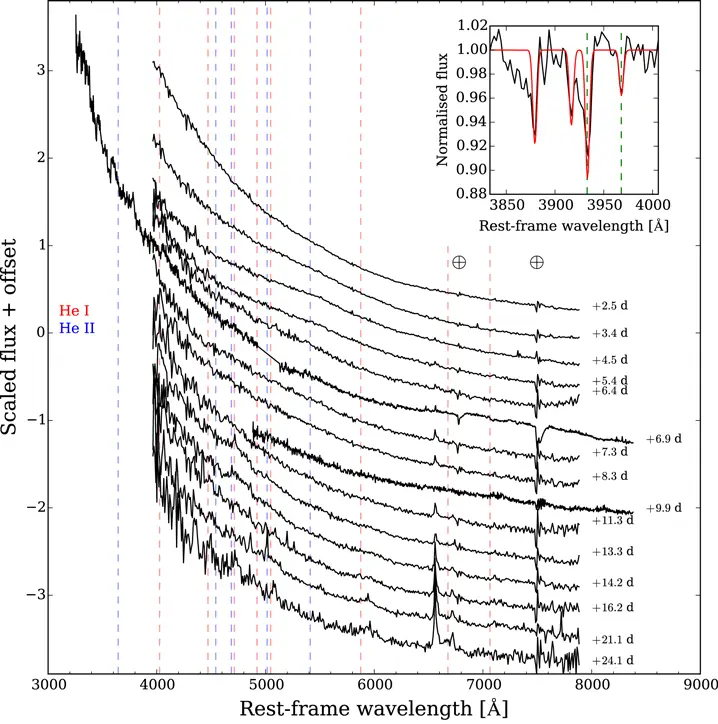 1.02
1.00
0.98
0.96
0.94
0.92
0.90
0.88
Normalised flux
3850 3900 3950 4000
Rest-frame wavelength [Å]
3
2
1
0
−1
−2
−3
Scaled flux + offset
He I
He II
+2.5 d
+3.4 d
+4.5 d
+5.4 d
+6.4 d
+6.9 d
+7.3 d
+8.3 d
+9.9 d
+11.3 d
+13.3 d
+14.2 d
+16.2 d
+21.1 d
+24.1 d
3000 4000 5000 6000 7000 8000 9000
Rest-frame wavelength [Å]